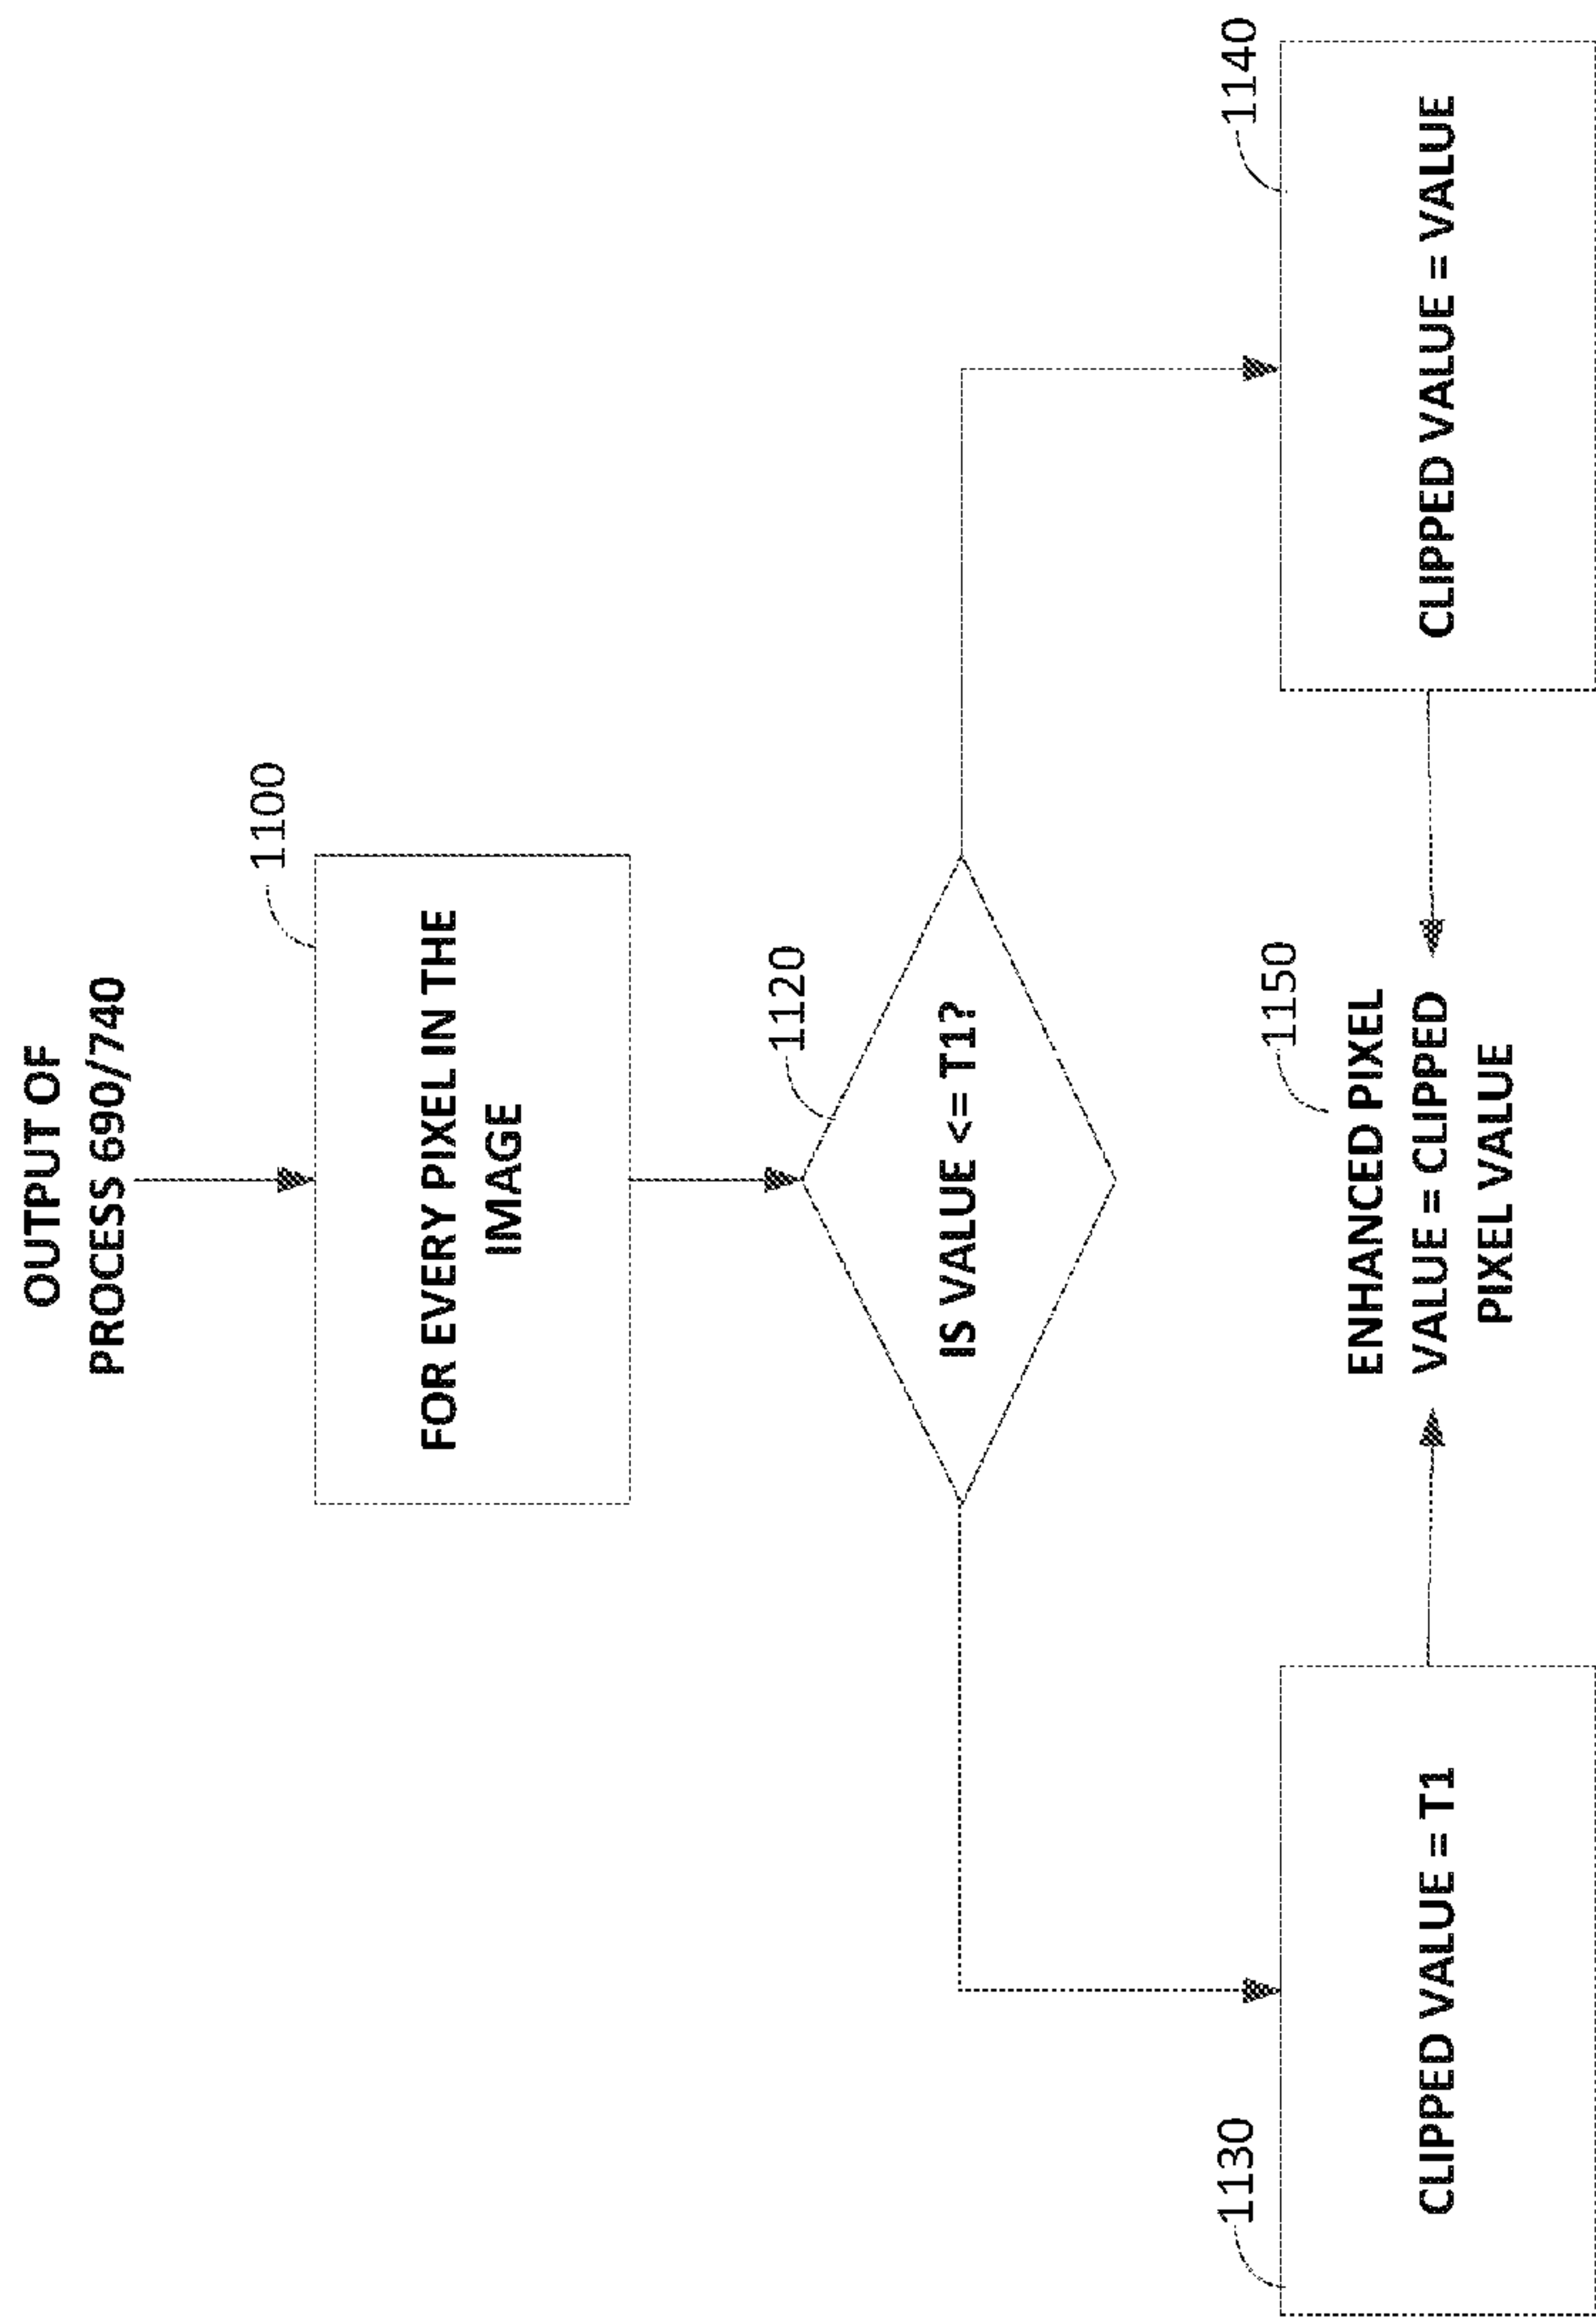 OUTPUT OF
PROCESS 690/740
1100
FOR EVERY PIXEL IN THE
IMAGE
1120
IS VALUE <= T1?
1130
CLIPPED VALUE = T1
1150
ENHANCED PIXEL
VALUE = CLIPPED
PIXEL VALUE
1140
CLIPPED VALUE = VALUE